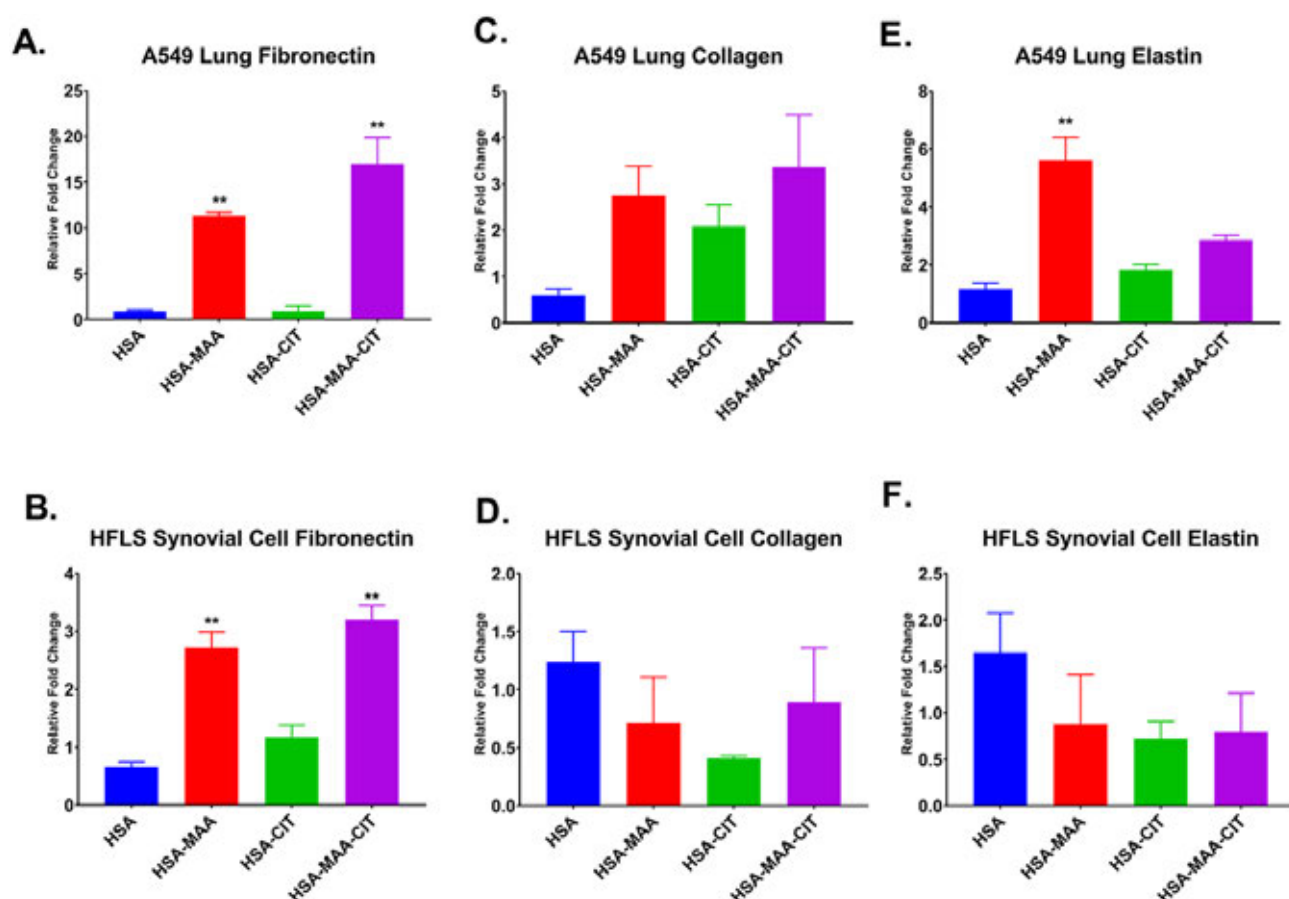 A.
A549 Lung Fibronectin
Relative Fold Change
25
20
15
10
5
0
**
**
HSA
HSA-MAA
HSA-CIT
HSA-MAA-CIT
C.
A549 Lung Collagen
Relative Fold Change
5
4
3
2
1
0
HSA
HSA-MAA
HSA-CIT
HSA-MAA-CIT
E.
A549 Lung Elastin
Relative Fold Change
8
6
4
2
0
**
HSA
HSA-MAA
HSA-CIT
HSA-MAA-CIT
B.
HFLS Synovial Cell Fibronectin
Relative Fold Change
4
3
2
1
0
**
**
HSA
HSA-MAA
HSA-CIT
HSA-MAA-CIT
D.
HFLS Synovial Cell Collagen
Relative Fold Change
2.0
1.5
1.0
0.5
0.0
HSA
HSA-MAA
HSA-CIT
HSA-MAA-CIT
F.
HFLS Synovial Cell Elastin
Relative Fold Change
2.5
2.0
1.5
1.0
0.5
0.0
HSA
HSA-MAA
HSA-CIT
HSA-MAA-CIT